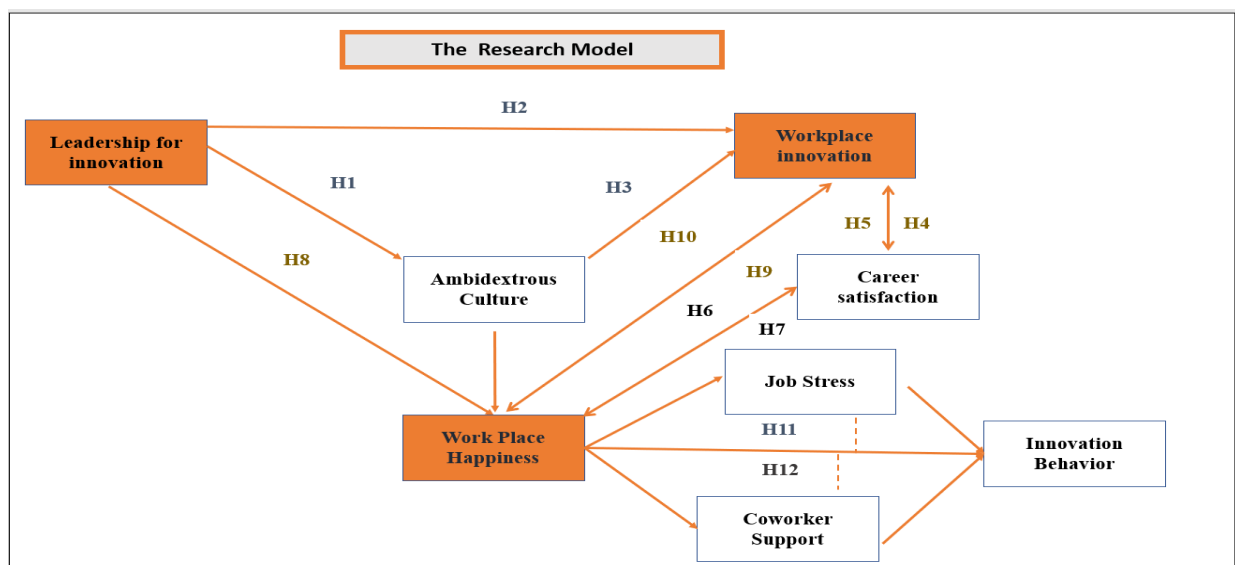 The Research Model
H2
Leadership for
innovation
Workplace
innovation
H1
H3
H10
H5
H4
H8
Ambidextrous
Culture
H9
Career
satisfaction
H6
H7
Job Stress
H11
Work Place
Happiness
Innovation
Behavior
H12
Coworker
Support